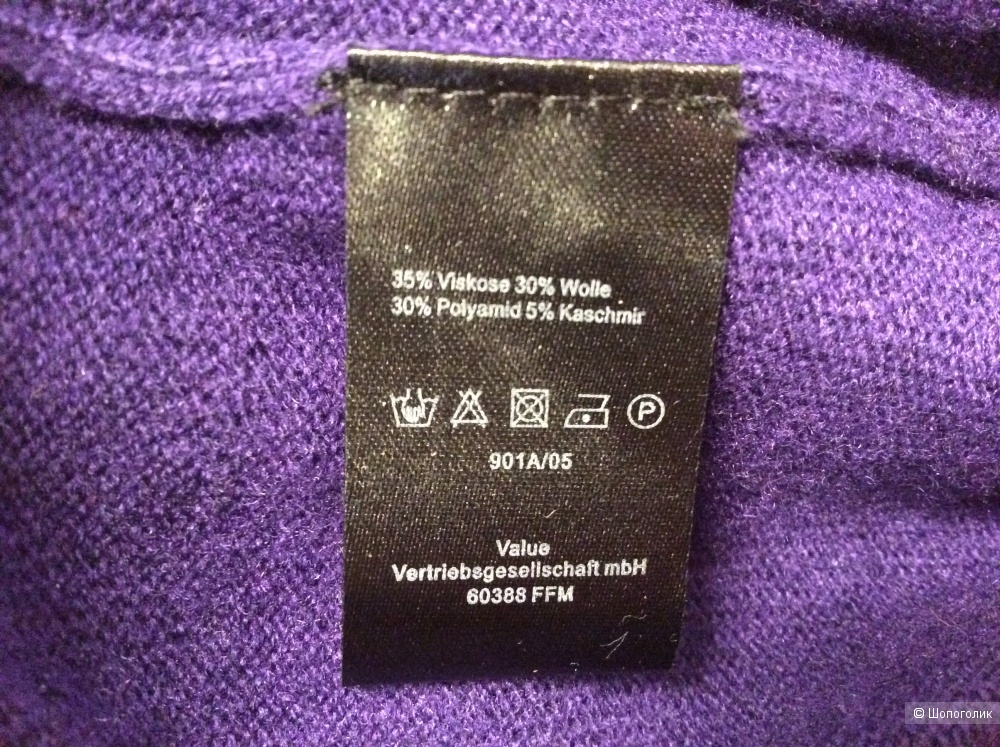 35% Viskose 30% Wolle
30% Polyamid 5% Kaschmir
P
901A/05
Value
Vertriebsgesellschaft mbH
60388 FFM
© Шопоголик